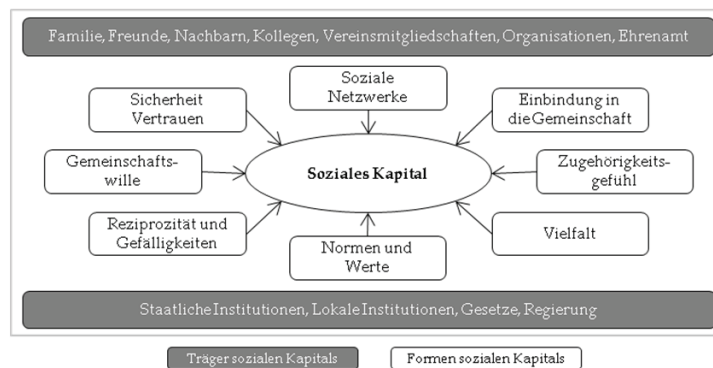 Familie, Freunde, Nachbarn, Kollegen, Vereinsmitgliedschaften, Organisationen, Ehrenamt
Soziale
Netzwerke
Sicherheit
Vertrauen
Einbindung in
die Gemeinschaft
Gemeinschafts-
wille
Soziales Kapital
Zugehörigkeits-
gefühl
Reziprozität und
Gefälligkeiten
Normen und
Werte
Vielfalt
Staatliche Institutionen, Lokale Institutionen, Gesetze, Regierung
Träger sozialen Kapitals
Formen sozialen Kapitals